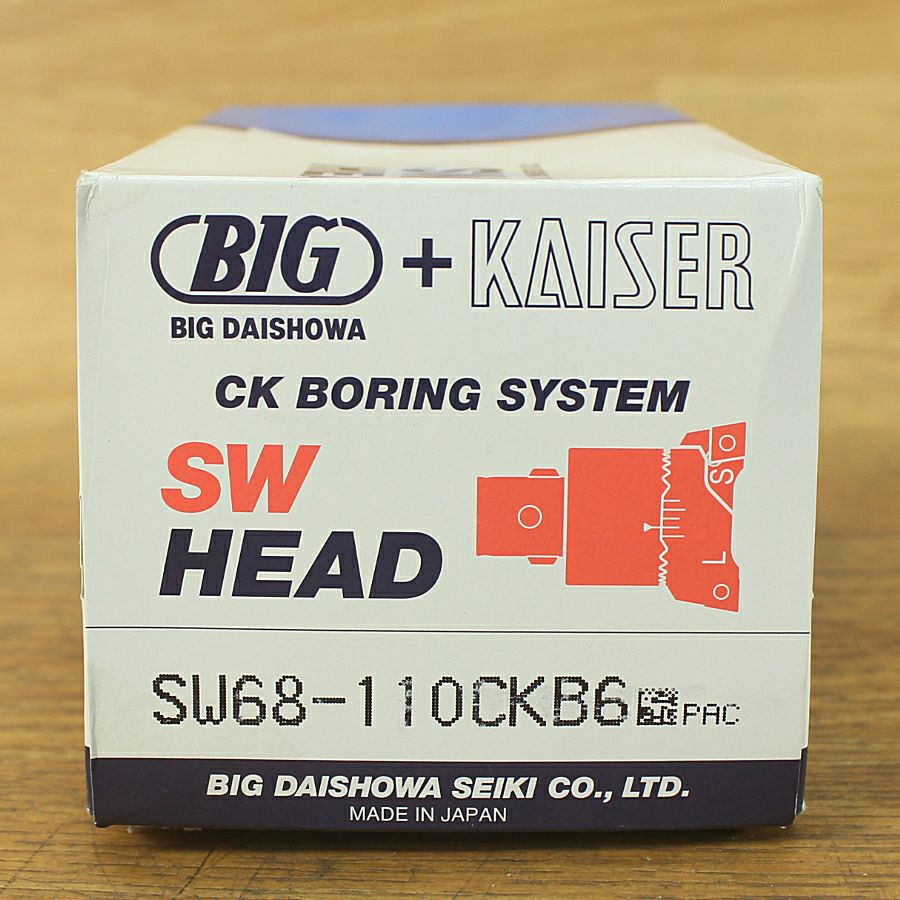 BIG + KAISER
BIG DAISHOWA
CK BORING SYSTEM
SW
HEAD
S
L
SW68-110CKB6 PAC
BIG DAISHOWA SEIKI CO., LTD.
MADE IN JAPAN